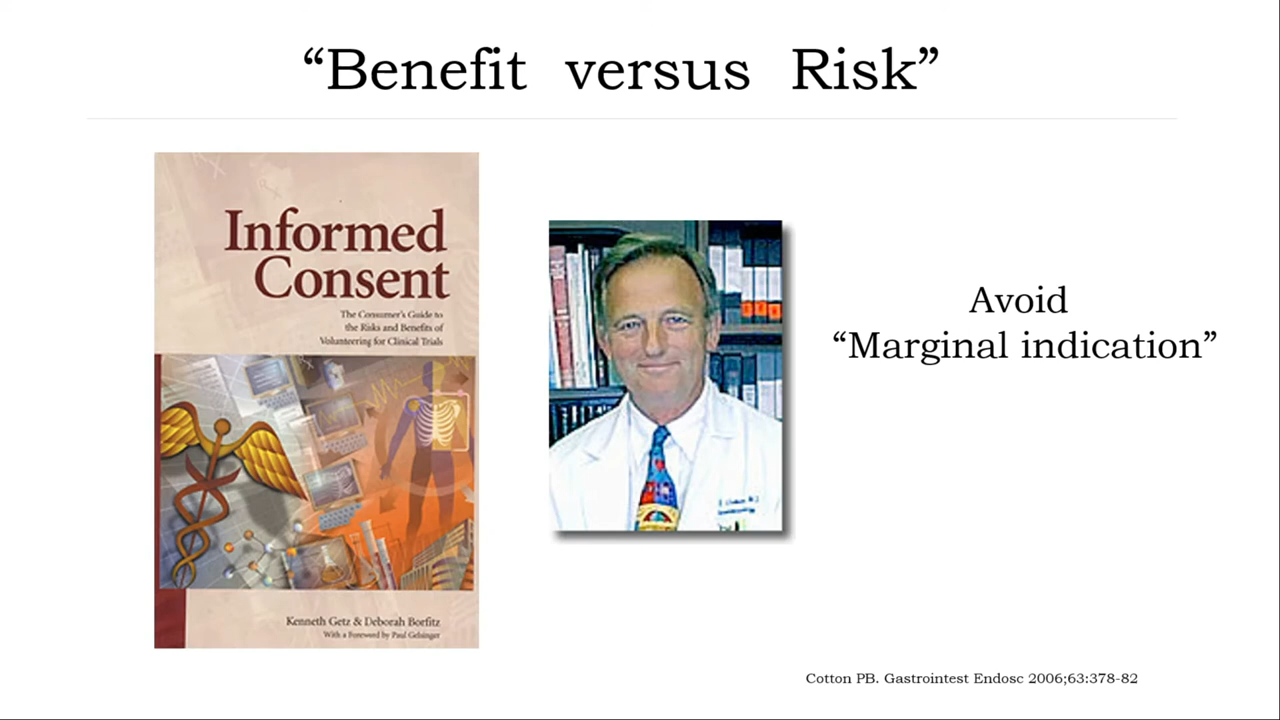 “Benefit versus Risk”
Informed
Consent
The Consumer's Guide to
the Risks and Benefits of
Volunteering for Clinical Trials
Kenneth Getz & Deborah Borfitz
With a Foreword by Paul Gelsinger
Avoid
“Marginal indication”
Cotton PB. Gastrointest Endosc 2006;63:378-82